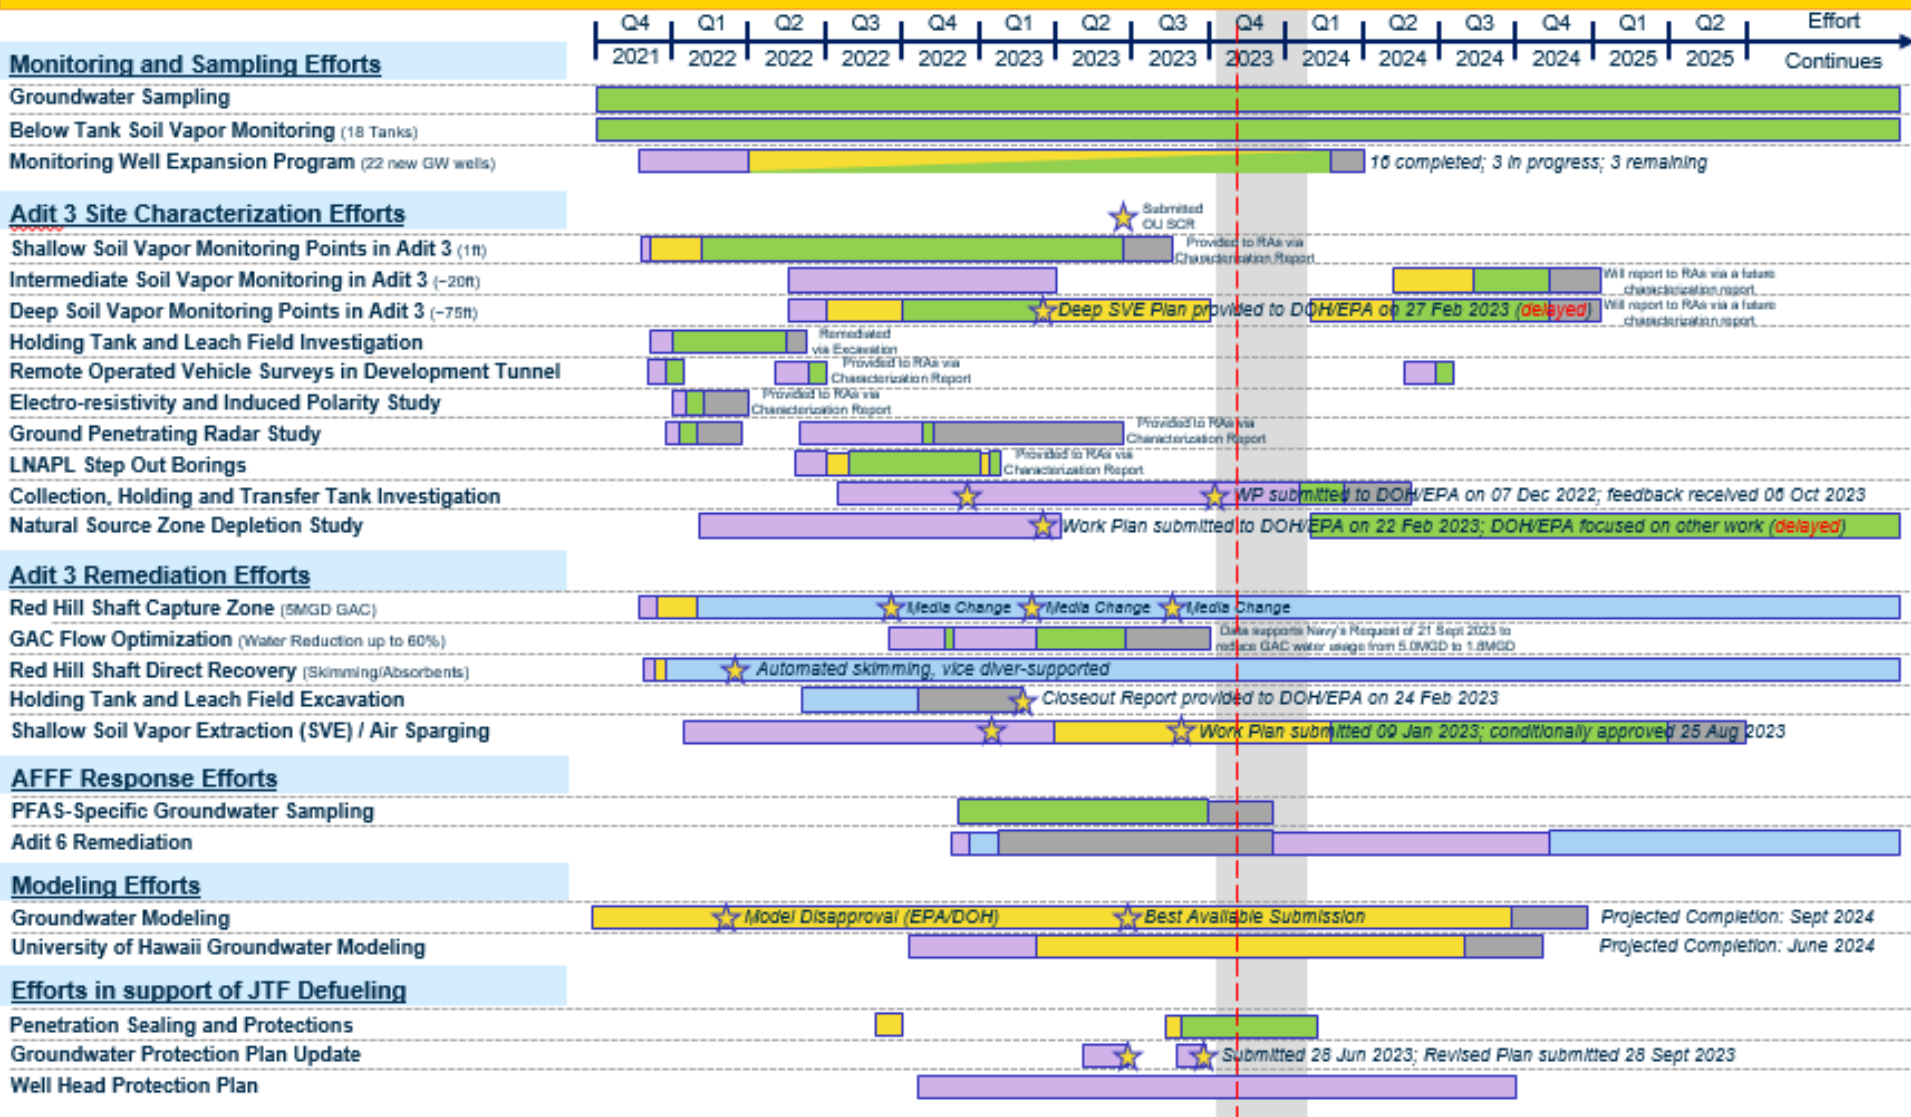 Q4 Q1 Q2 Q3 Q4 Q1 Q2 Q3 Q4 Q1 Q2 Q3 Q4 Q1 Q2 Effort
2021 2022 2022 2022 2022 2023 2023 2023 2023 2024 2024 2024 2024 2025 2025 Continues
Monitoring and Sampling Efforts
Groundwater Sampling
Below Tank Soil Vapor Monitoring (18 Tanks)
Monitoring Well Expansion Program (22 new GW wells)
16 completed; 3 in progress; 3 remaining
Adit 3 Site Characterization Efforts
Submitted
OU SCR
Shallow Soil Vapor Monitoring Points in Adit 3 (1ft)
Provided to RAs via
Characterization Report
Intermediate Soil Vapor Monitoring in Adit 3 (~20ft)
Will report to RAs via a future
characterization report
Deep Soil Vapor Monitoring Points in Adit 3 (~75ft)
Deep SVE Plan provided to DOH/EPA on 27 Feb 2023 (delayed)
Will report to RAs via a future
characterization report
Holding Tank and Leach Field Investigation
Remediated
via Excavation
Remote Operated Vehicle Surveys in Development Tunnel
Provided to RAs via
Characterization Report
Electro-resistivity and Induced Polarity Study
Provided to RAs via
Characterization Report
Ground Penetrating Radar Study
Provided to RAs via
Characterization Report
LNAPL Step Out Borings
Provided to RAs via
Characterization Report
Collection, Holding and Transfer Tank Investigation
WP submitted to DOH/EPA on 07 Dec 2022; feedback received 06 Oct 2023
Natural Source Zone Depletion Study
Work Plan submitted to DOH/EPA on 22 Feb 2023; DOH/EPA focused on other work (delayed)
Adit 3 Remediation Efforts
Red Hill Shaft Capture Zone (5MGD GAC)
Media Change Media Change Media Change
GAC Flow Optimization (Water Reduction up to 60%)
Data supports Navy's Request of 21 Sept 2023 to
reduce GAC water usage from 5.0MGD to 1.8MGD
Red Hill Shaft Direct Recovery (Skimming/Absorbents)
Automated skimming, vice diver-supported
Holding Tank and Leach Field Excavation
Closeout Report provided to DOH/EPA on 24 Feb 2023
Shallow Soil Vapor Extraction (SVE) / Air Sparging
Work Plan submitted 09 Jan 2023; conditionally approved 25 Aug 2023
AFFF Response Efforts
PFAS-Specific Groundwater Sampling
Adit 6 Remediation
Modeling Efforts
Groundwater Modeling
Model Disapproval (EPA/DOH)
Best Available Submission
Projected Completion: Sept 2024
University of Hawaii Groundwater Modeling
Projected Completion: June 2024
Efforts in support of JTF Defueling
Penetration Sealing and Protections
Groundwater Protection Plan Update
Submitted 28 Jun 2023; Revised Plan submitted 28 Sept 2023
Well Head Protection Plan